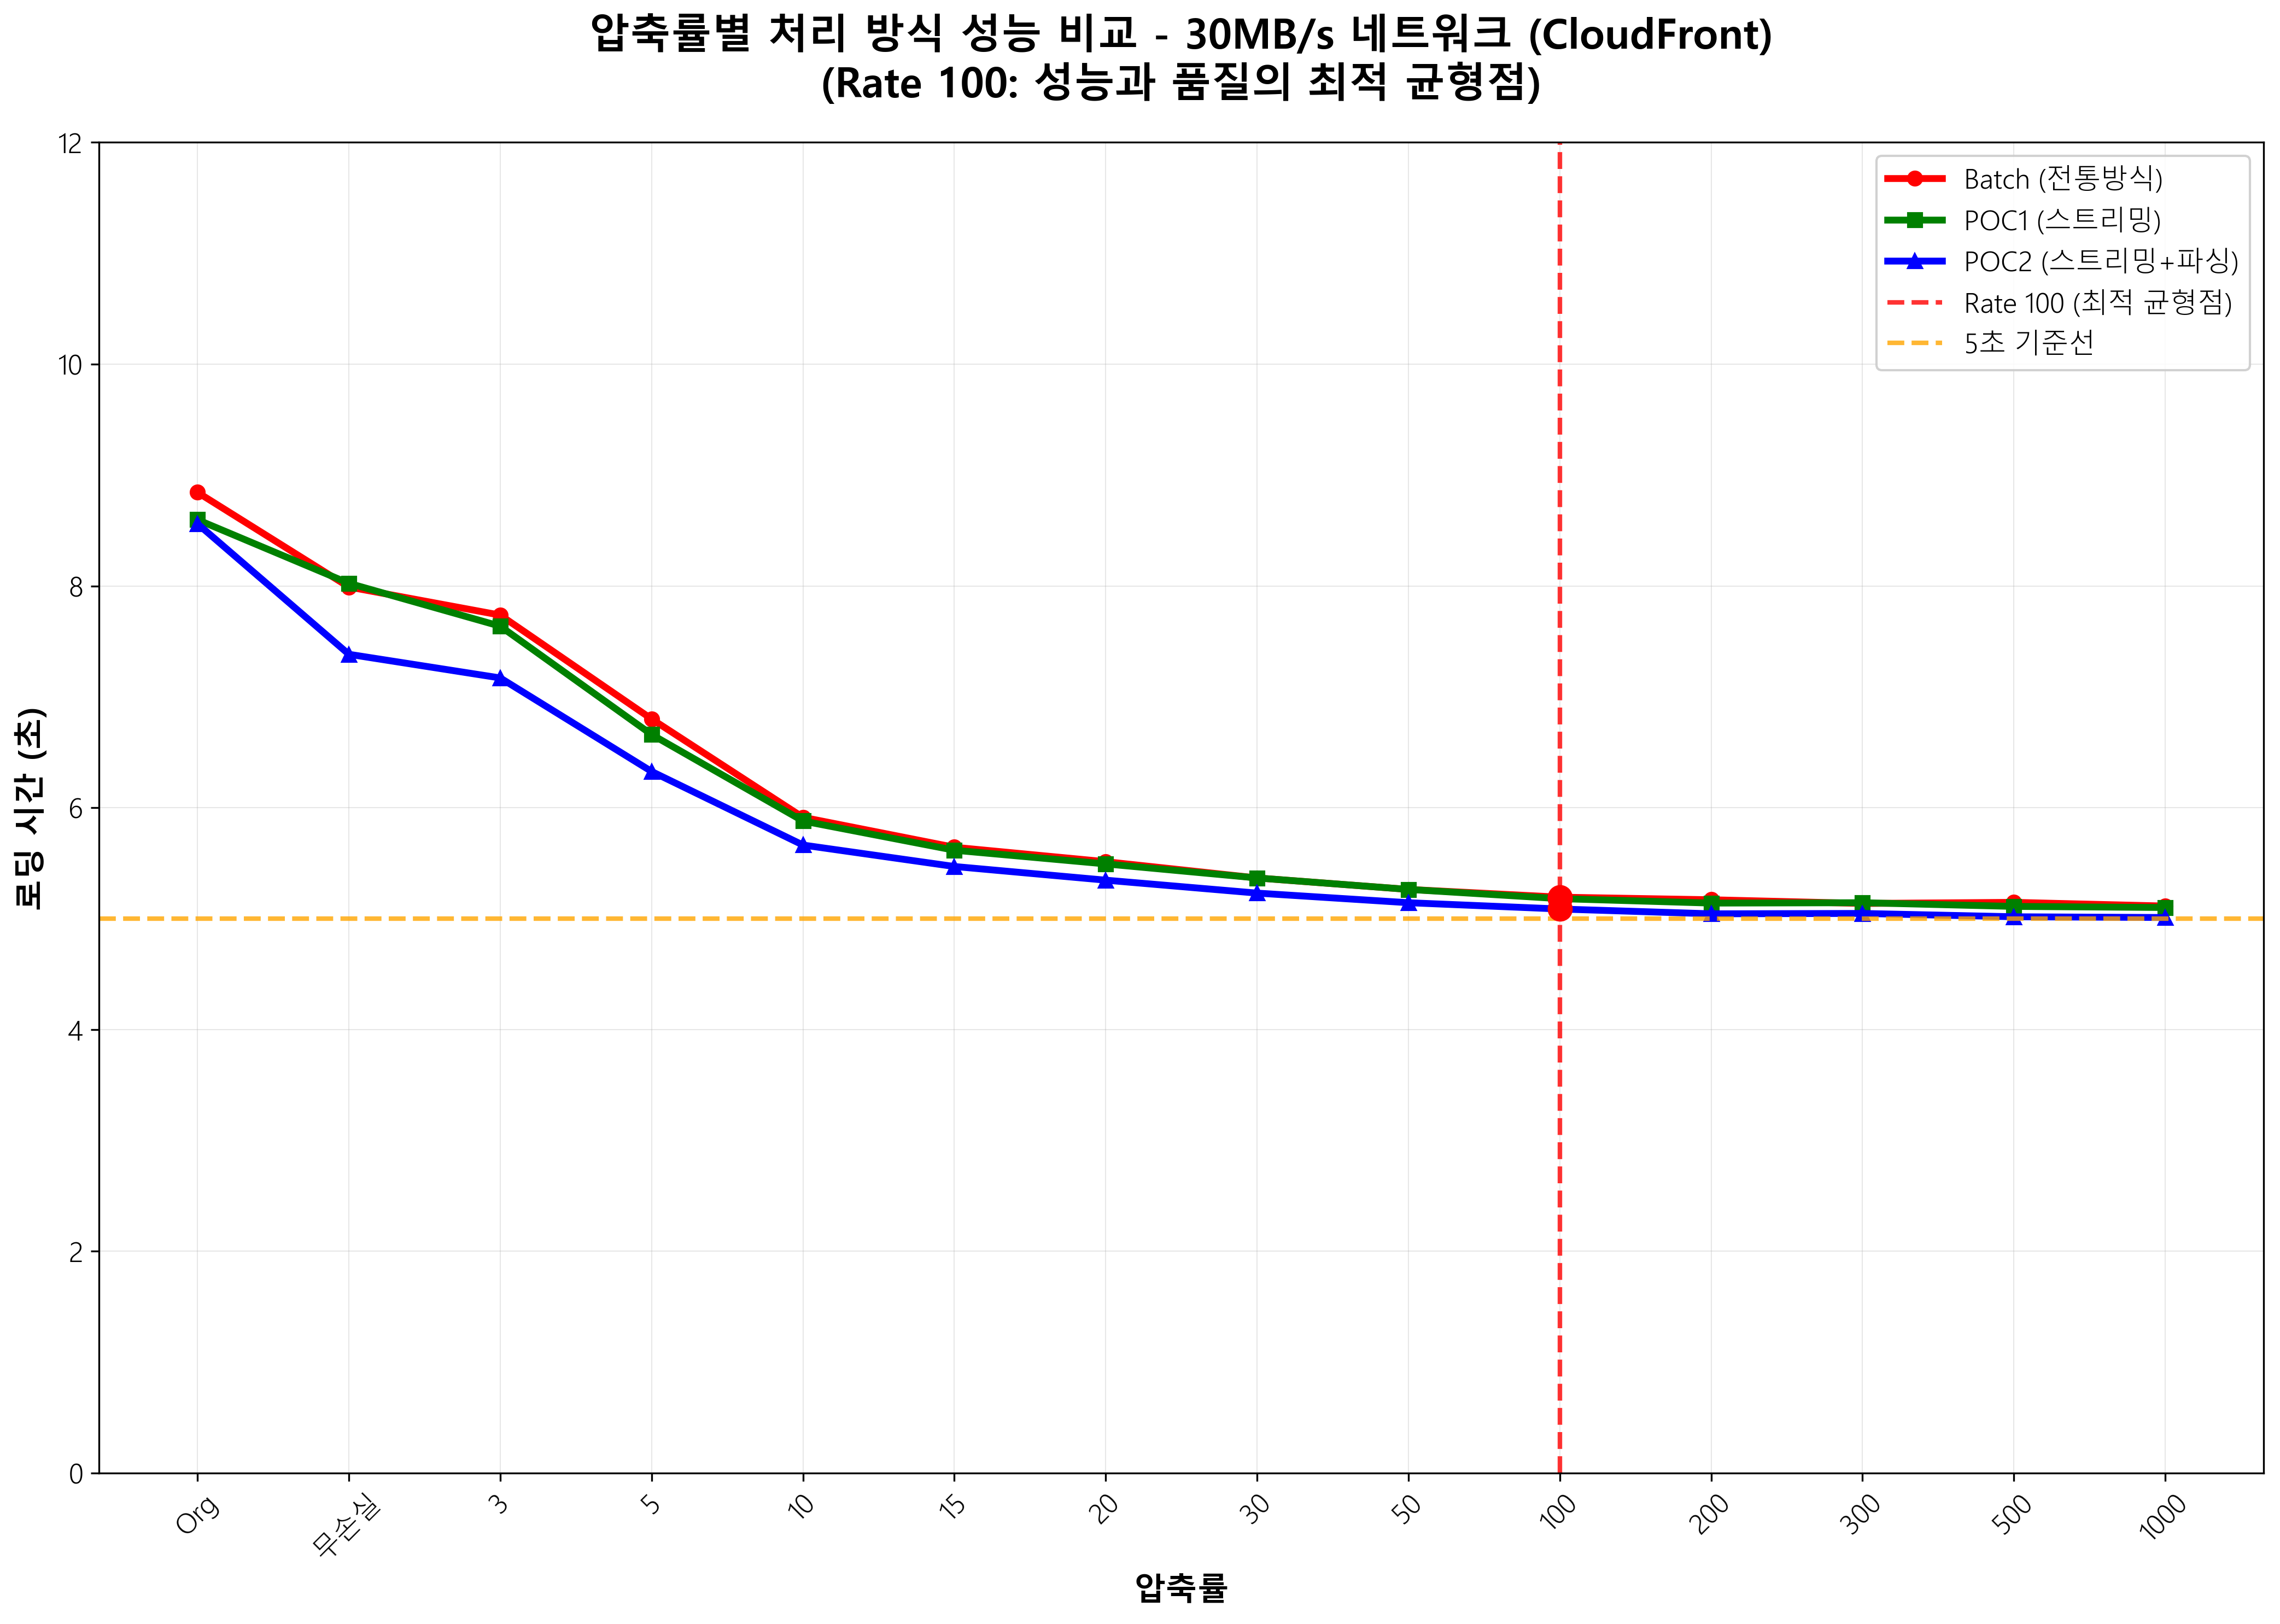 압축률별 처리 방식 성능 비교 - 30MB/s 네트워크 (CloudFront)
(Rate 100: 성능과 품질의 최적 균형점)
Batch (전통방식)
POC1 (스트리밍)
POC2 (스트리밍+파싱)
Rate 100 (최적 균형점)
5초 기준선
로딩 시간 (초)
12
10
8
6
4
2
0
Org
무손실
3
5
10
15
20
30
50
100
200
300
500
1000
압축률